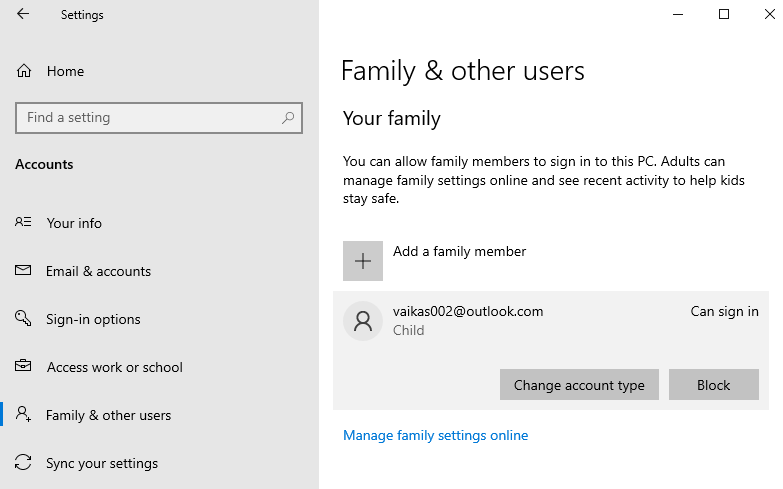 Settings
Home
Find a setting
Accounts
Your info
Email & accounts
Sign-in options
Access work or school
Family & other users
Sync your settings
Family & other users
Your family
You can allow family members to sign in to this PC. Adults can
manage family settings online and see recent activity to help kids
stay safe.
Add a family member
vaikas002@outlook.com
Can sign in
Child
Change account type
Block
Manage family settings online